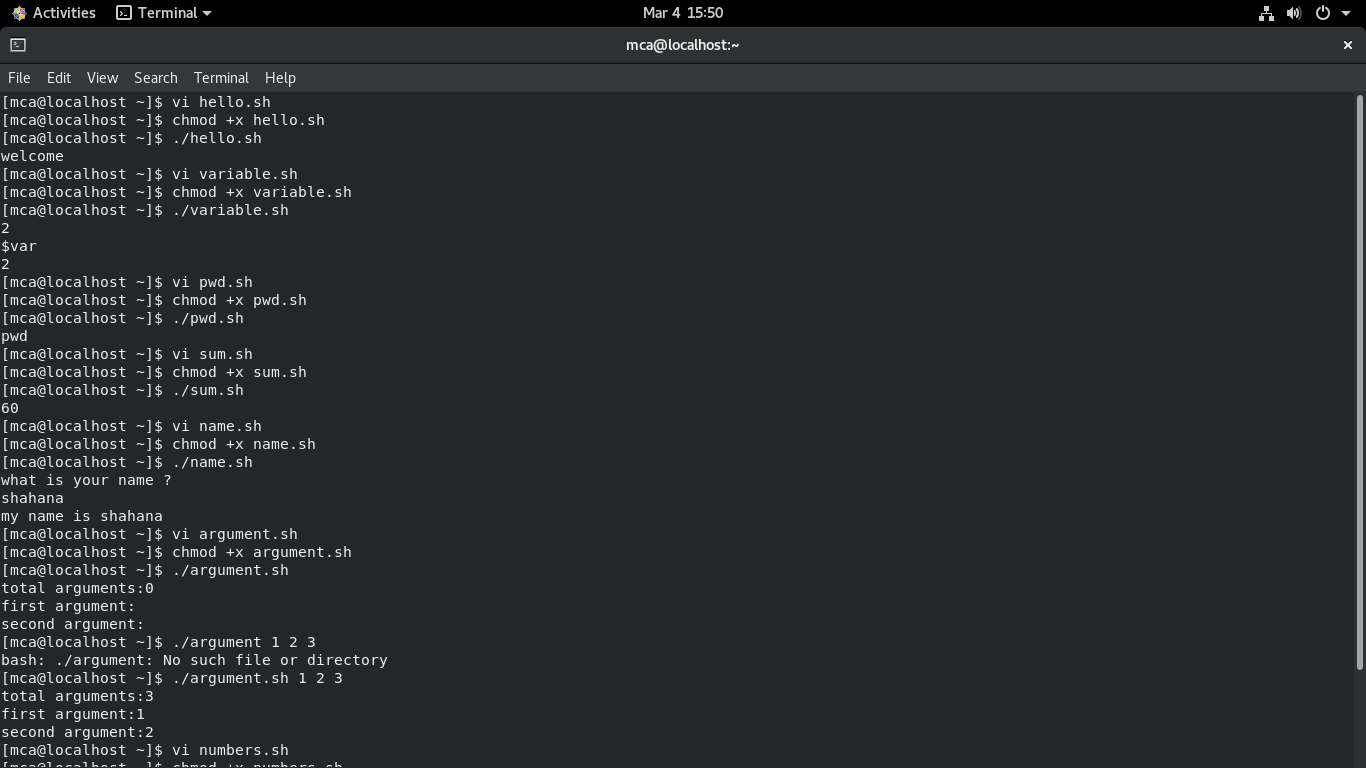 Activities Terminal Mar 4 15:50
mca@localhost:~
File Edit View Search Terminal Help
[mca@localhost ~]$ vi hello.sh
[mca@localhost ~]$ chmod +x hello.sh
[mca@localhost ~]$ ./hello.sh
welcome
[mca@localhost ~]$ vi variable.sh
[mca@localhost ~]$ chmod +x variable.sh
[mca@localhost ~]$ ./variable.sh
2
$var
2
[mca@localhost ~]$ vi pwd.sh
[mca@localhost ~]$ chmod +x pwd.sh
[mca@localhost ~]$ ./pwd.sh
pwd
[mca@localhost ~]$ vi sum.sh
[mca@localhost ~]$ chmod +x sum.sh
[mca@localhost ~]$ ./sum.sh
60
[mca@localhost ~]$ vi name.sh
[mca@localhost ~]$ chmod +x name.sh
[mca@localhost ~]$ ./name.sh
what is your name ?
shahana
my name is shahana
[mca@localhost ~]$ vi argument.sh
[mca@localhost ~]$ chmod +x argument.sh
[mca@localhost ~]$ ./argument.sh
total arguments:0
first argument:
second argument:
[mca@localhost ~]$ ./argument 1 2 3
bash: ./argument: No such file or directory
[mca@localhost ~]$ ./argument.sh 1 2 3
total arguments:3
first argument:1
second argument:2
[mca@localhost ~]$ vi numbers.sh
[mca@localhost ~]$ chmod +x numbers.sh